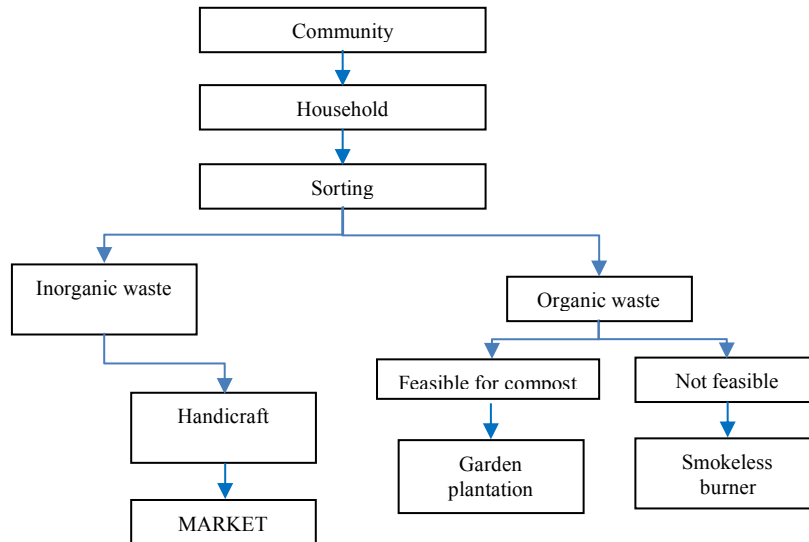 Community
Household
Sorting
Inorganic waste
Organic waste
Feasible for compost
Not feasible
Handicraft
Garden
plantation
Smokeless
burner
MARKET